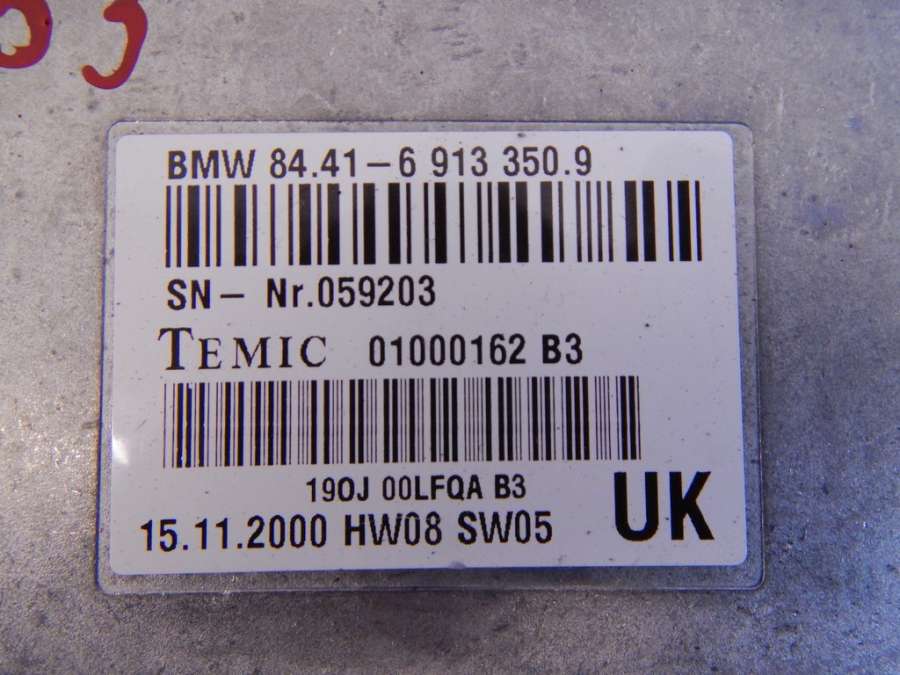 BMW 84.41-6 913 350.9
SN- Nr.059203
TEMIC 01000162 B3
19OJ 00LFQA B3
15.11.2000 HW08 SW05 UK